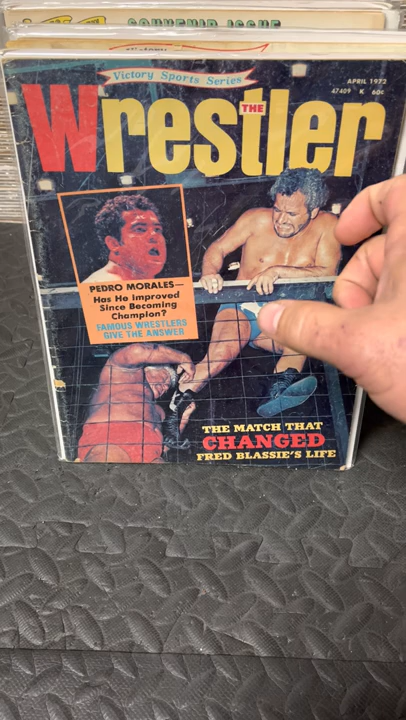 SOUVENIR ISSUE
Victory Sports Series
APRIL 1972
47409 K 60c
THE
Wrestler
PEDRO MORALES—
Has He Improved
Since Becoming
Champion?
FAMOUS WRESTLERS
GIVE THE ANSWER
THE MATCH THAT
CHANGED
FRED BLASSIE'S LIFE